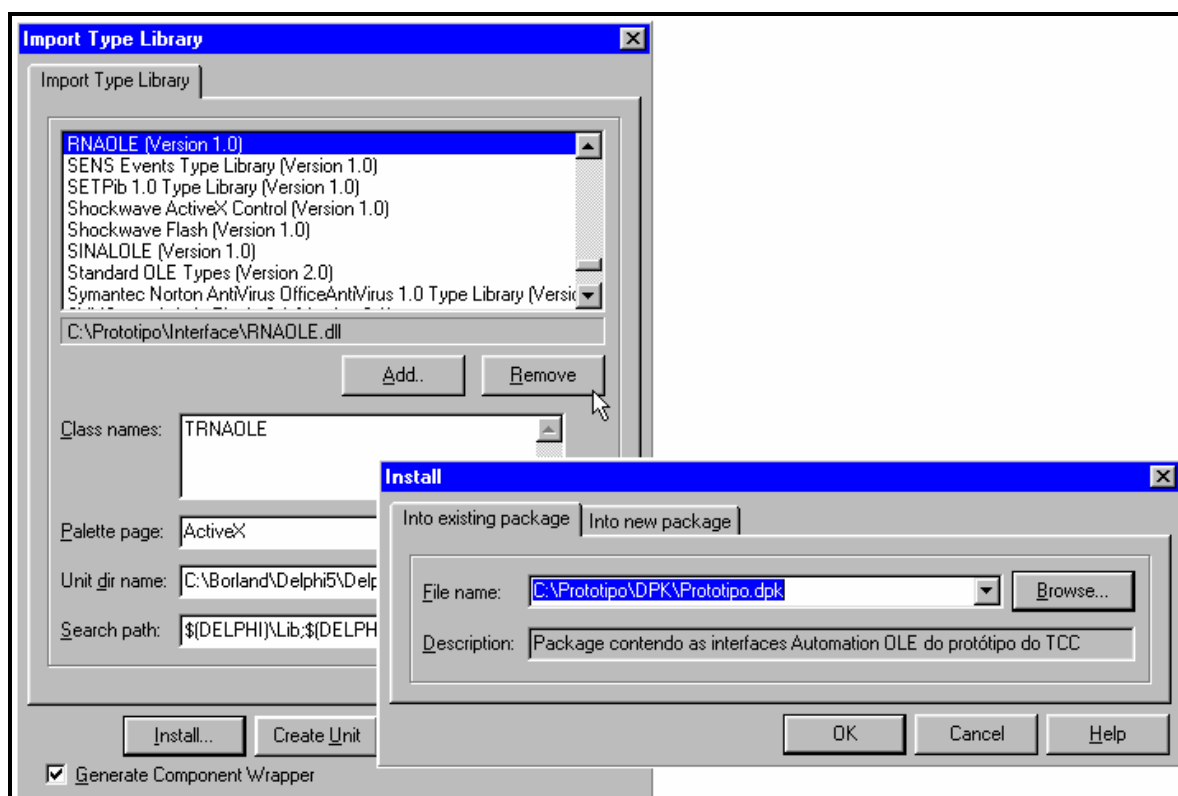 Import Type Library
Import Type Library
RNAOLE (Version 1.0)
SENS Events Type Library (Version 1.0)
SETPib 1.0 Type Library (Version 1.0)
Shockwave ActiveX Control (Version 1.0)
Shockwave Flash (Version 1.0)
SINALOLE (Version 1.0)
Standard OLE Types (Version 2.0)
Symantec Norton AntiVirus OfficeAntiVirus 1.0 Type Library (Versic
C:\Prototipo\Interface\RNAOLE.dll
Add.. Remove
Class names: TRNAOLE
Palette page: ActiveX
Unit dir name: C:\Borland\Delphi5\Delp
Search path: $(DELPHI)\Lib;$(DELPH
Install... Create Unit
Generate Component Wrapper
Install
Into existing package Into new package
File name: C:\Prototipo\DPK\Prototipo.dpk Browse...
Description: Package contendo as interfaces Automation OLE do protótipo do TCC
OK Cancel Help